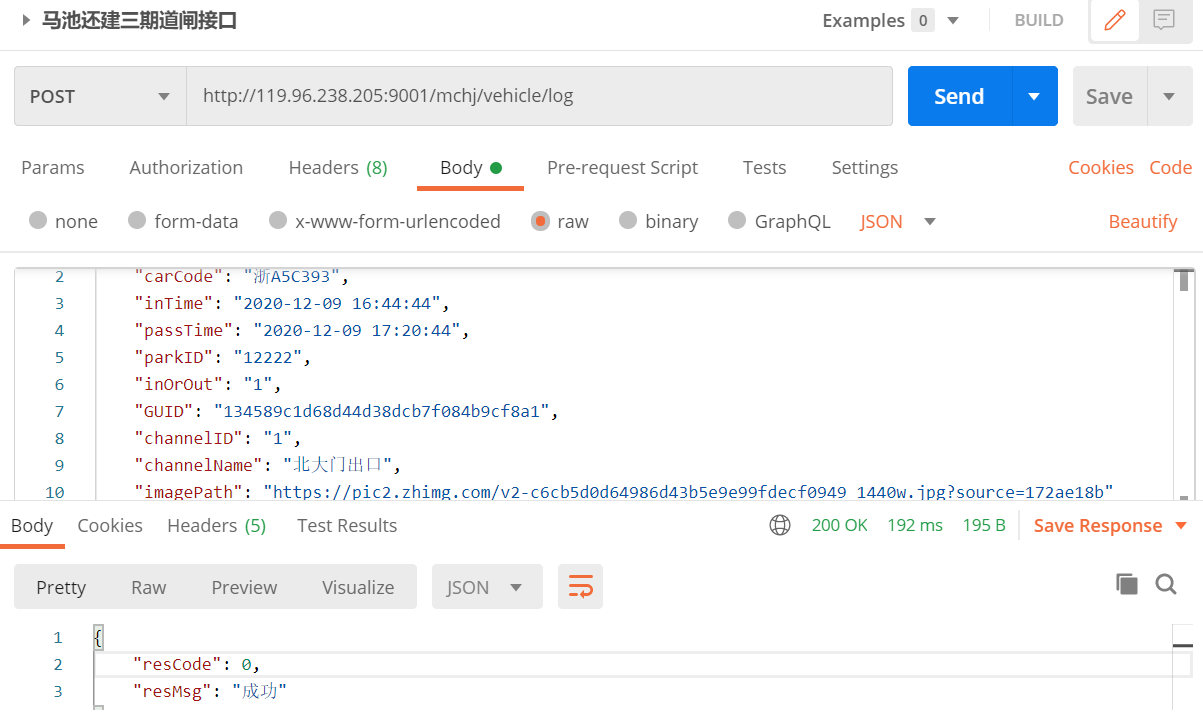 马池还建三期道闸接口 Examples 0 BUILD
POST http://119.96.238.205:9001/mchj/vehicle/log Send Save
Params Authorization Headers (8) Body Pre-request Script Tests Settings Cookies Code
none form-data x-www-form-urlencoded raw binary GraphQL JSON Beautify
2 "carCode": "浙A5C393",
3 "inTime": "2020-12-09 16:44:44",
4 "passTime": "2020-12-09 17:20:44",
5 "parkID": "12222",
6 "inOrOut": "1",
7 "GUID": "134589c1d68d44d38dcb7f084b9cf8a1",
8 "channelID": "1",
9 "channelName": "北大门出口",
10 "imagePath": "https://pic2.zhimg.com/v2-c6cb5d0d64986d43b5e9e99fdecf0949_1440w.jpg?source=172ae18b"
Body Cookies Headers (5) Test Results 200 OK 192 ms 195 B Save Response
Pretty Raw Preview Visualize JSON
1 {
2 "resCode": 0,
3 "resMsg": "成功"